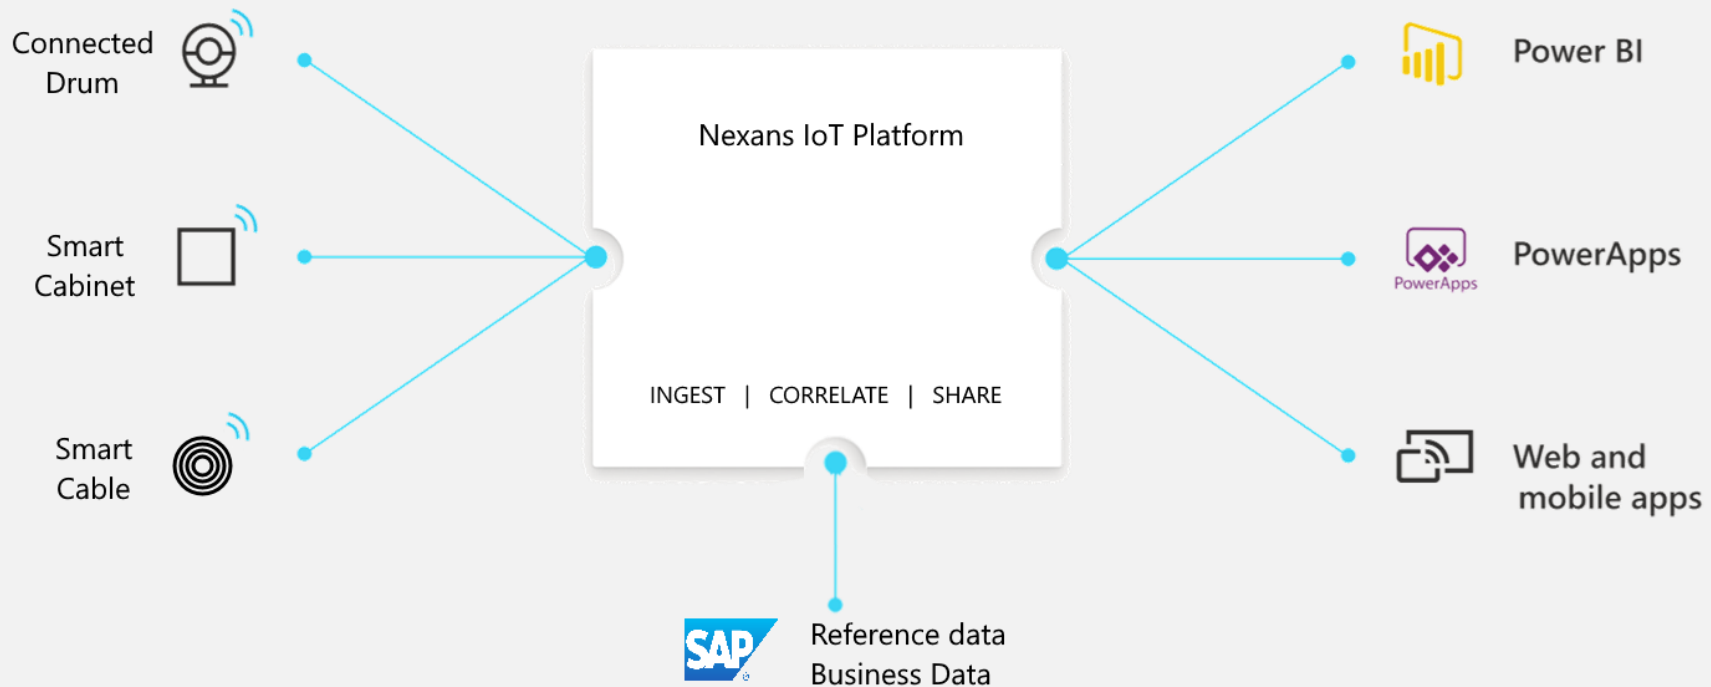 Connected
Drum
Smart
Cabinet
Smart
Cable
Nexans IoT Platform
INGEST | CORRELATE | SHARE
SAP
®
Reference data
Business Data
Power BI
PowerApps
PowerApps
Web and
mobile apps